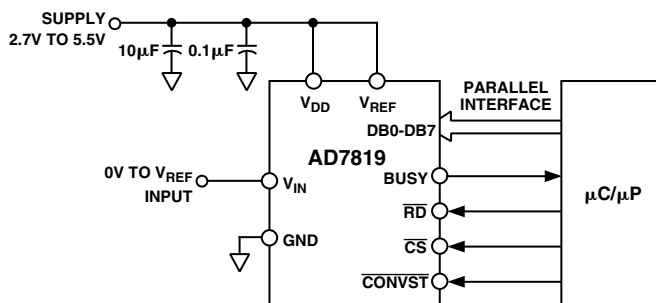 SUPPLY
2.7V TO 5.5V
10μF
0.1μF
V_DD
V_REF
PARALLEL
INTERFACE
DB0-DB7
AD7819
0V TO V_REF
INPUT
V_IN
BUSY
μC/μP
RD
GND
CS
CONVST